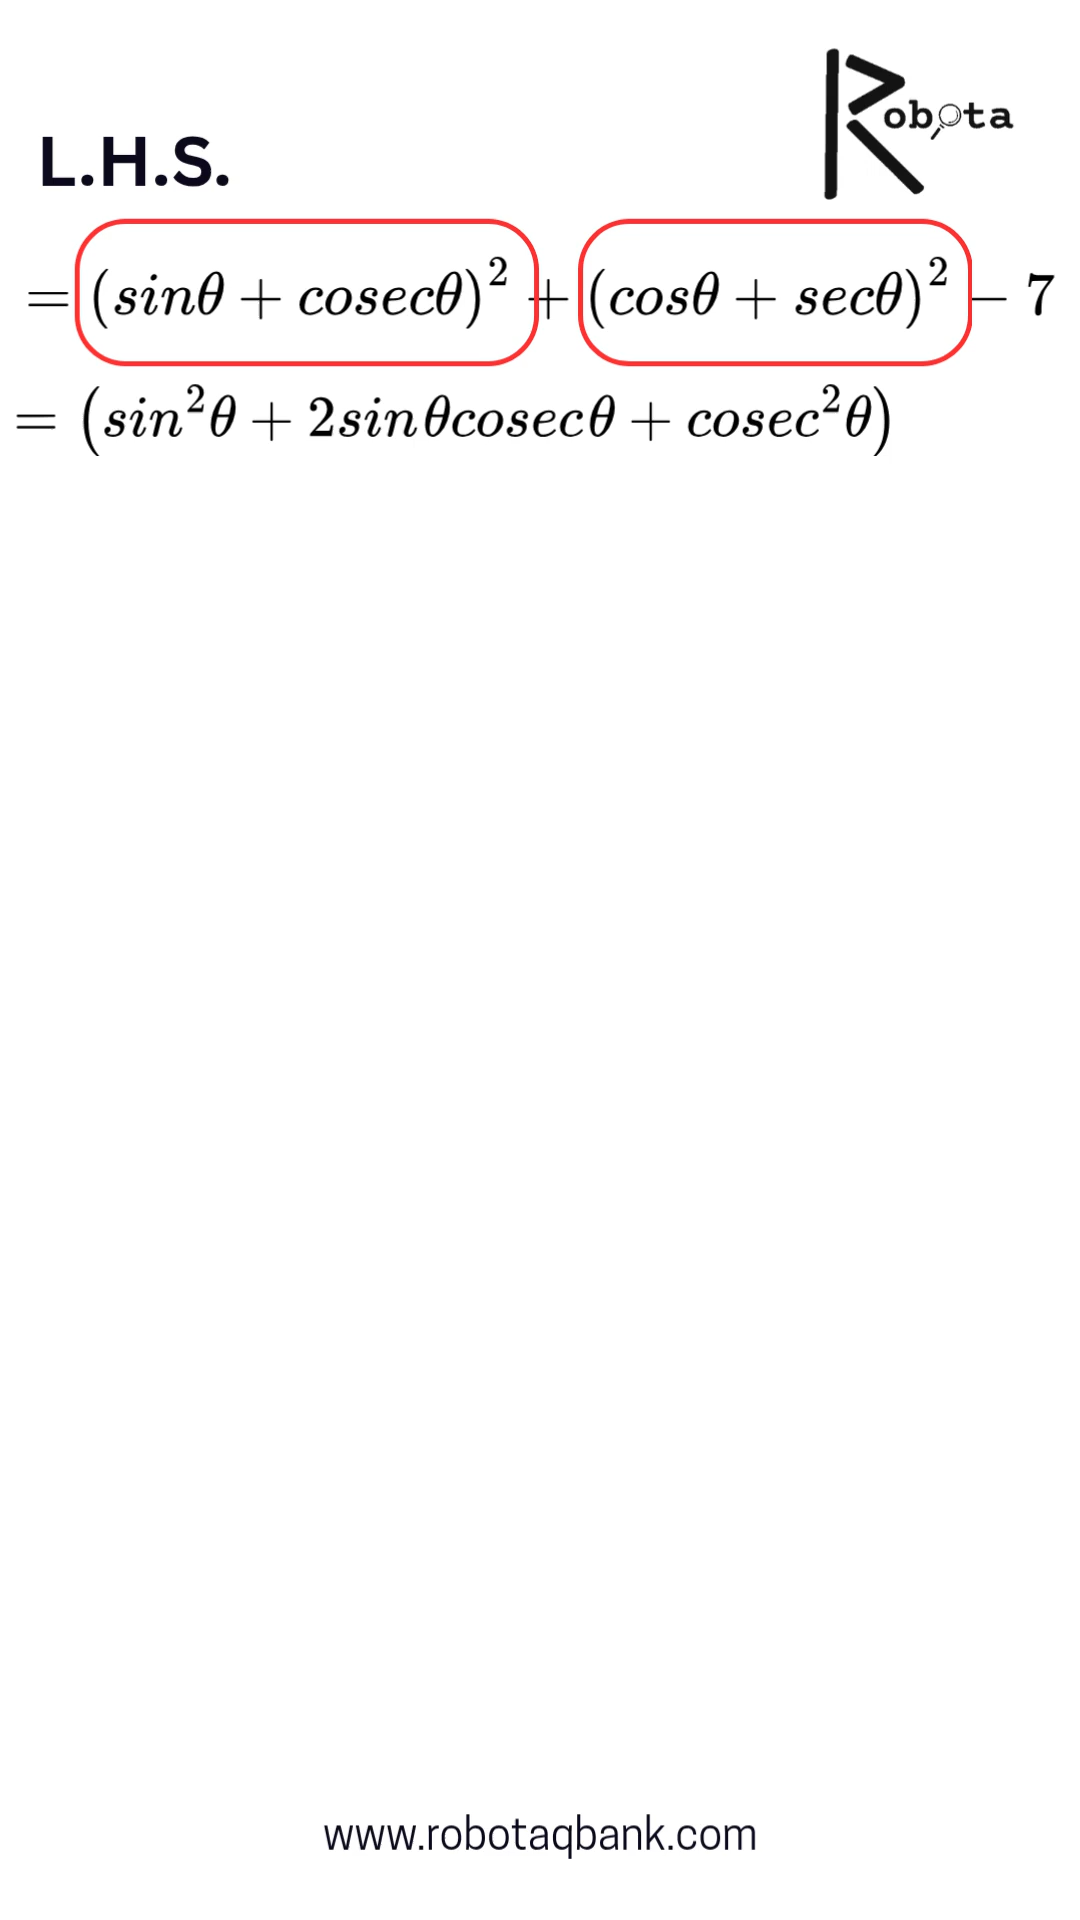 Robota
L.H.S.
= (sinθ + cosecθ)² + (cosθ + secθ)² − 7
= (sin²θ + 2sinθcosecθ + cosec²θ)
www.robotaqbank.com